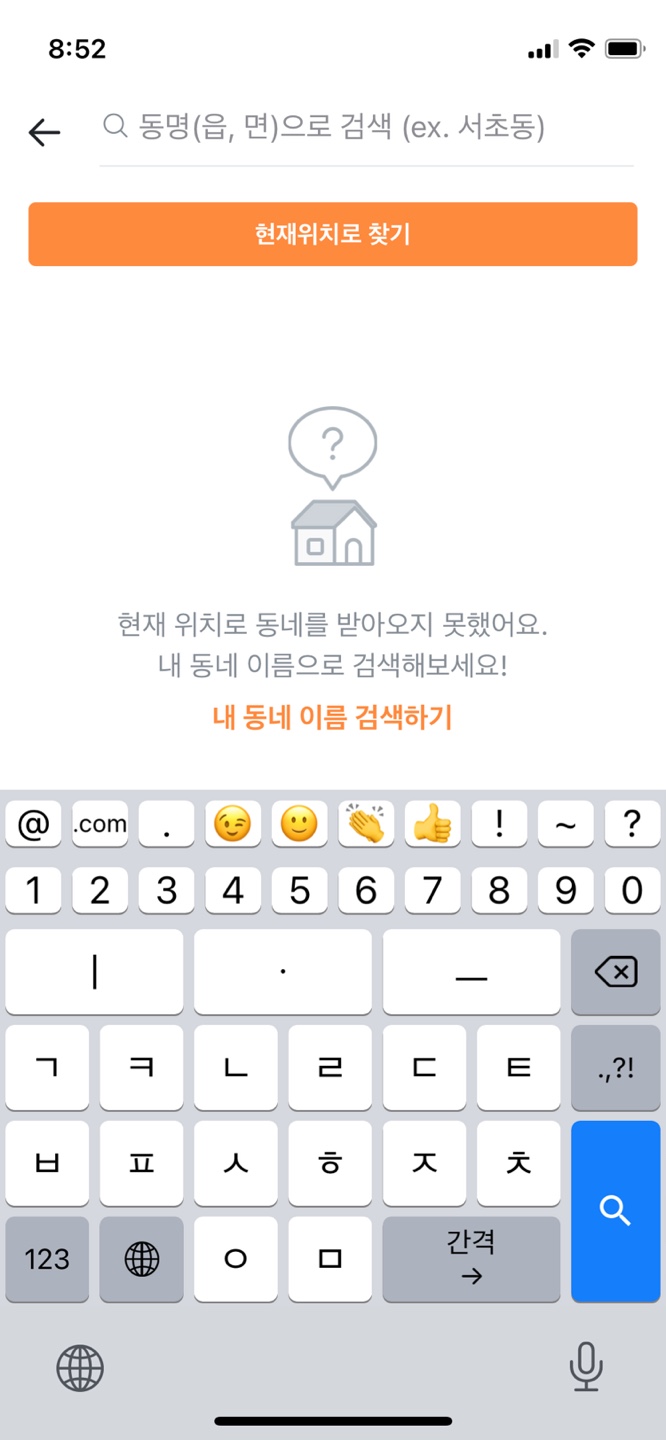 8:52
동명(읍, 면)으로 검색 (ex. 서초동)
현재위치로 찾기
?
현재 위치로 동네를 받아오지 못했어요.
내 동네 이름으로 검색해보세요!
내 동네 이름 검색하기
@ .com . 😉 🙂 👏 👍 ! ~ ?
1 2 3 4 5 6 7 8 9 0
ㅣ · ㅡ
ㄱ ㅋ ㄴ ㄹ ㄷ ㅌ .,?!
ㅂ ㅍ ㅅ ㅎ ㅈ ㅊ
123 ㅇ ㅁ 간격
→